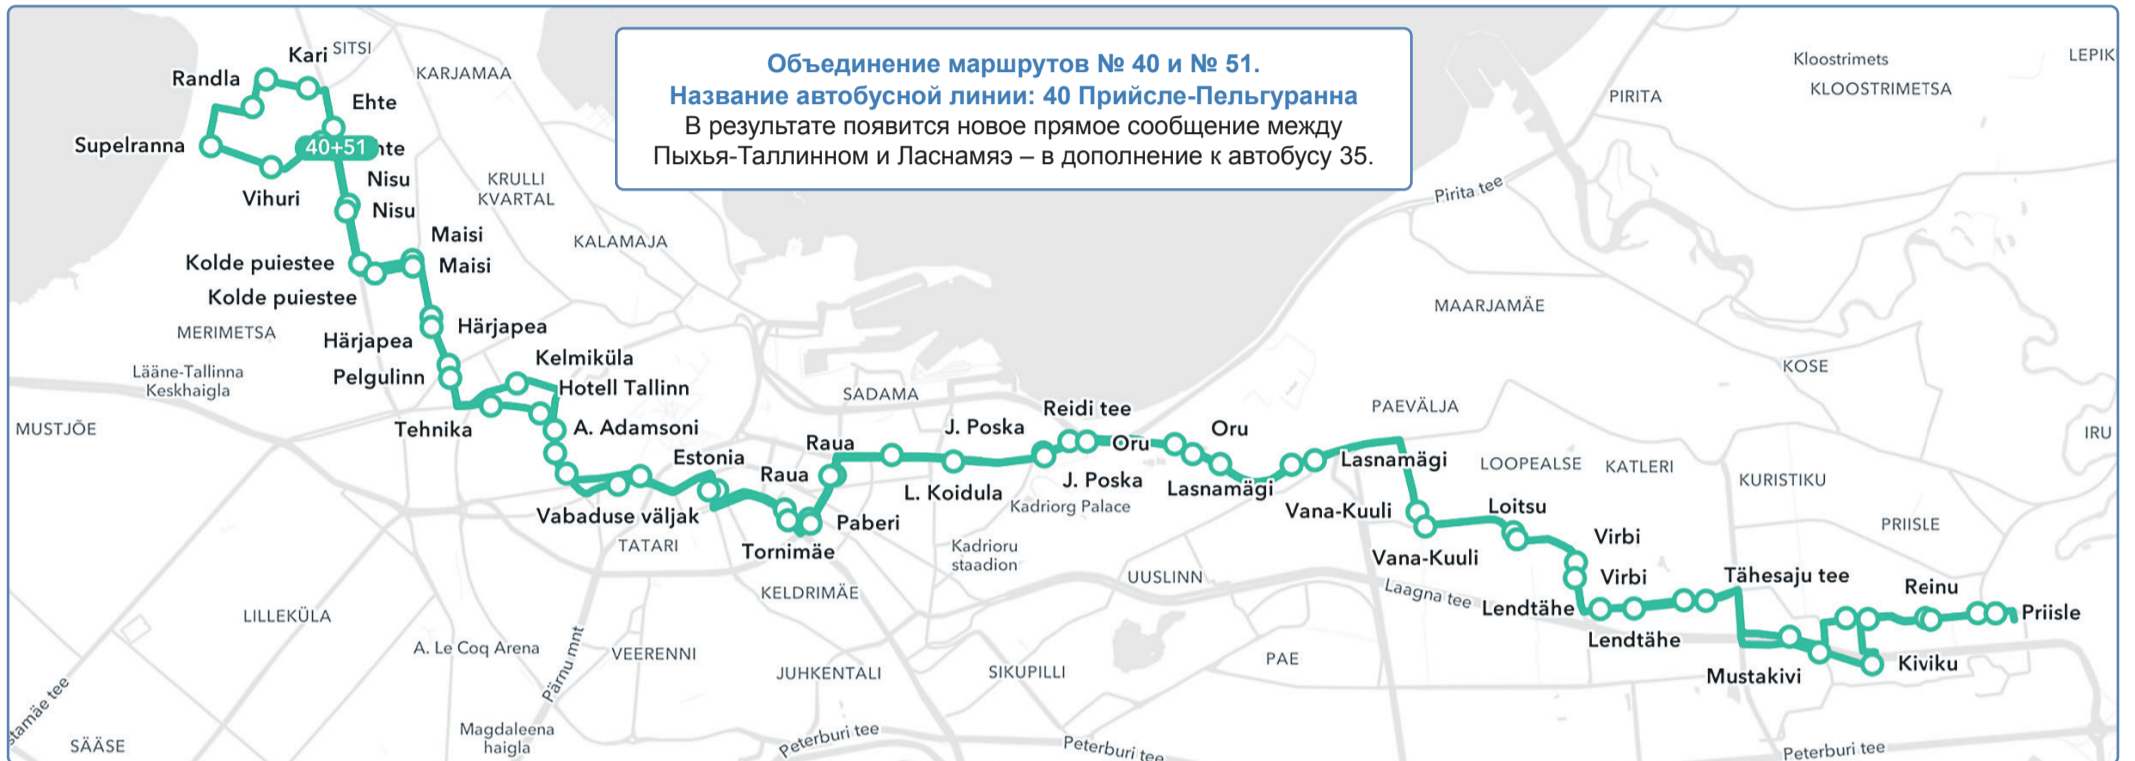 Объединение маршрутов № 40 и № 51.
Название автобусной линии: 40 Прийсле-Пельгуранна
В результате появится новое прямое сообщение между
Пыхья-Таллинном и Ласнамяэ – в дополнение к автобусу 35.
Kari
SITSI
KARJAMAA
Randla
Ehte
Supelranna
40+51
hte
Vihuri
Nisu
Nisu
KRULLI
KVARTAL
KALAMAJA
Maisi
Maisi
Kolde puiestee
Kolde puiestee
MERIMETSA
Härjapea
Härjapea
Lääne-Tallinna
Keskhaigla
Pelgulinn
Kelmiküla
Hotell Tallinn
MUSTJÕE
Tehnika
A. Adamsoni
Estonia
Vabaduse väljak
TATARI
Raua
Raua
Paberi
Tornimäe
KELDRIMÄE
SADAMA
J. Poska
Reidi tee
Oru
Oru
L. Koidula
J. Poska
Kadriorg Palace
Kadrioru
staadion
Lasnamägi
Lasnamägi
PAEVÄLJA
Vana-Kuuli
Vana-Kuuli
LOOPEALSE
KATLERI
Loitsu
Virbi
Virbi
KURISTIKU
PRIISLE
IRU
Laagna tee
Lendtähe
Lendtähe
Tähesaju tee
Reinu
Priisle
Mustakivi
Kiviku
UUSLINN
PAE
SIKUPILLI
JUHKENTALI
VEERENNI
LILLEKÜLA
A. Le Coq Arena
Pärnu mnt
Magdaleena
haigla
stamäe tee
SÄÄSE
Peterburi tee
Peterburi tee
Peterburi tee
Pirita tee
PIRITA
Kloostrimets
KLOOSTRIMETSA
LEPIK
MAARJAMÄE
KOSE